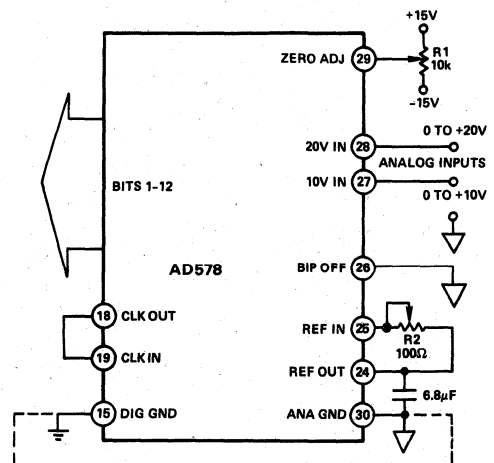 +15V
ZERO ADJ 29
R1
10k
-15V
0 TO +20V
20V IN 28
ANALOG INPUTS
10V IN 27
0 TO +10V
BITS 1-12
BIP OFF 26
AD578
18 CLK OUT
REF IN 25
R2
100Ω
19 CLK IN
REF OUT 24
6.8μF
15 DIG GND
ANA GND 30